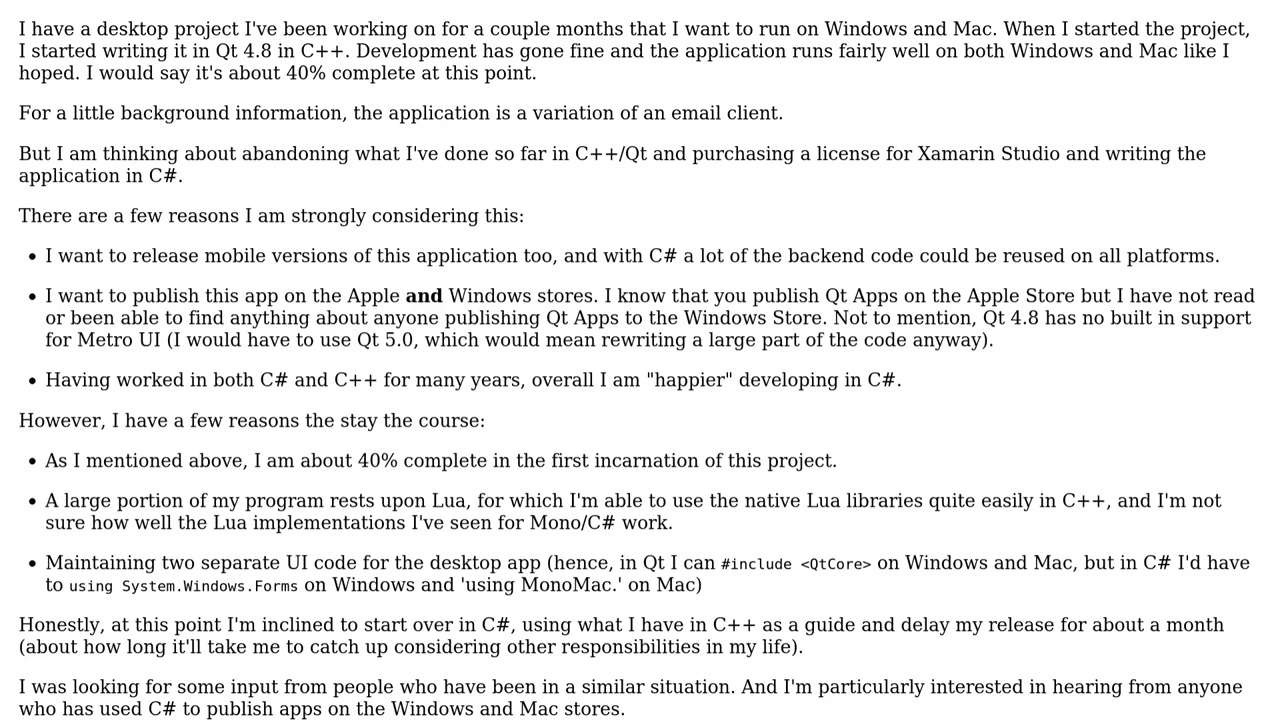 I have a desktop project I've been working on for a couple months that I want to run on Windows and Mac. When I started the project,
I started writing it in Qt 4.8 in C++. Development has gone fine and the application runs fairly well on both Windows and Mac like I
hoped. I would say it's about 40% complete at this point.
For a little background information, the application is a variation of an email client.
But I am thinking about abandoning what I've done so far in C++/Qt and purchasing a license for Xamarin Studio and writing the
application in C#.
There are a few reasons I am strongly considering this:
• I want to release mobile versions of this application too, and with C# a lot of the backend code could be reused on all platforms.
• I want to publish this app on the Apple and Windows stores. I know that you publish Qt Apps on the Apple Store but I have not read
or been able to find anything about anyone publishing Qt Apps to the Windows Store. Not to mention, Qt 4.8 has no built in support
for Metro UI (I would have to use Qt 5.0, which would mean rewriting a large part of the code anyway).
• Having worked in both C# and C++ for many years, overall I am "happier" developing in C#.
However, I have a few reasons the stay the course:
• As I mentioned above, I am about 40% complete in the first incarnation of this project.
• A large portion of my program rests upon Lua, for which I'm able to use the native Lua libraries quite easily in C++, and I'm not
sure how well the Lua implementations I've seen for Mono/C# work.
• Maintaining two separate UI code for the desktop app (hence, in Qt I can #include <QtCore> on Windows and Mac, but in C# I'd have
to using System.Windows.Forms on Windows and 'using MonoMac.' on Mac)
Honestly, at this point I'm inclined to start over in C#, using what I have in C++ as a guide and delay my release for about a month
(about how long it'll take me to catch up considering other responsibilities in my life).
I was looking for some input from people who have been in a similar situation. And I'm particularly interested in hearing from anyone
who has used C# to publish apps on the Windows and Mac stores.